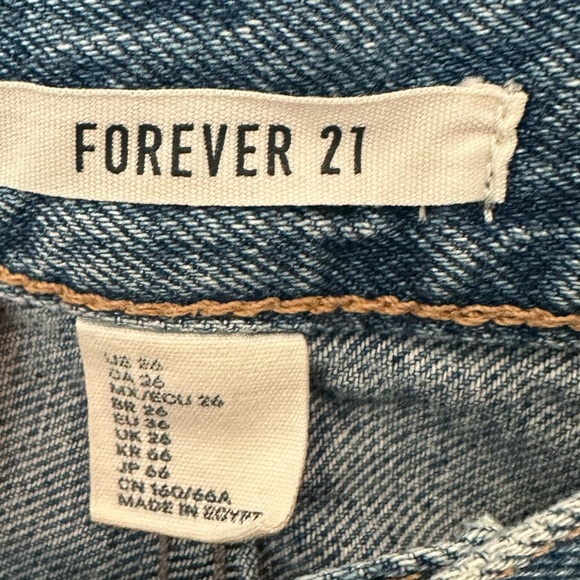 FOREVER 21
US 26
CA 26
MX/ECU 26
BR 26
EU 36
UK 26
KR 66
JP 66
CN 160/66A
MADE IN EGYPT